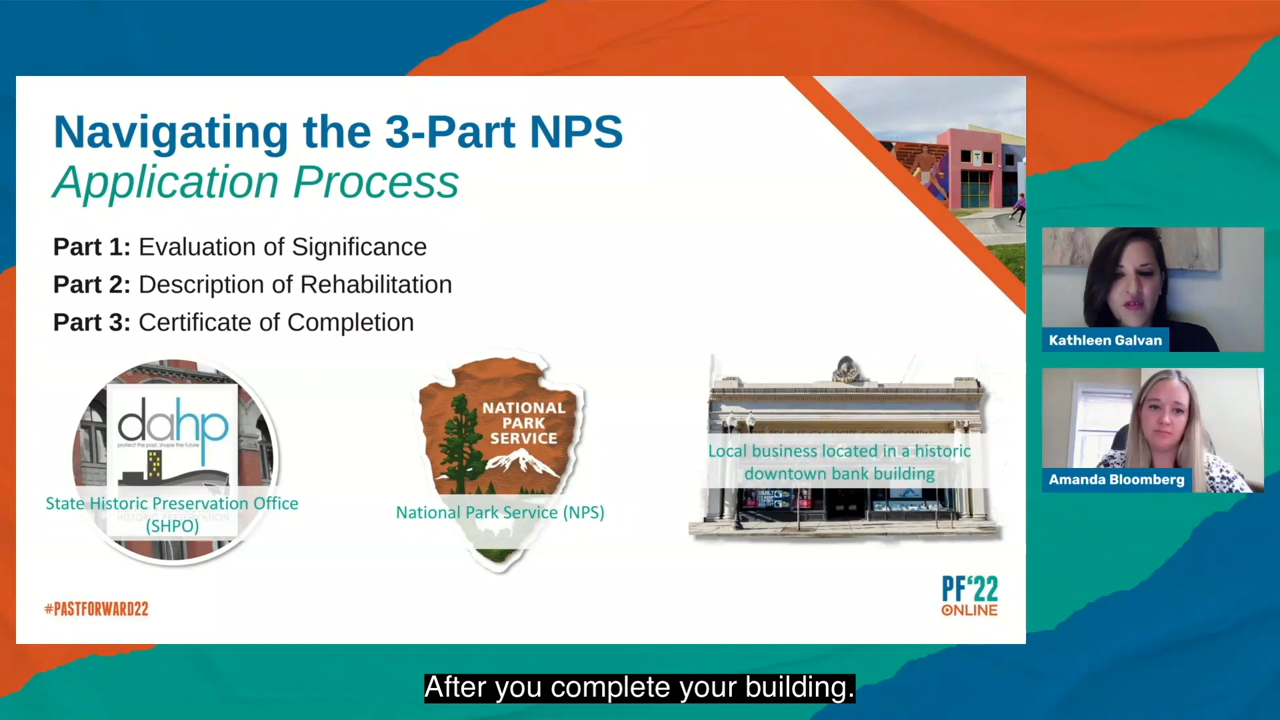 Navigating the 3-Part NPS
Application Process
Part 1: Evaluation of Significance
Part 2: Description of Rehabilitation
Part 3: Certificate of Completion
dahp
protect the past, shape the future
State Historic Preservation Office
(SHPO)
NATIONAL
PARK
SERVICE
National Park Service (NPS)
Local business located in a historic
downtown bank building
#PASTFORWARD22
PF'22
ONLINE
Kathleen Galvan
Amanda Bloomberg
After you complete your building.